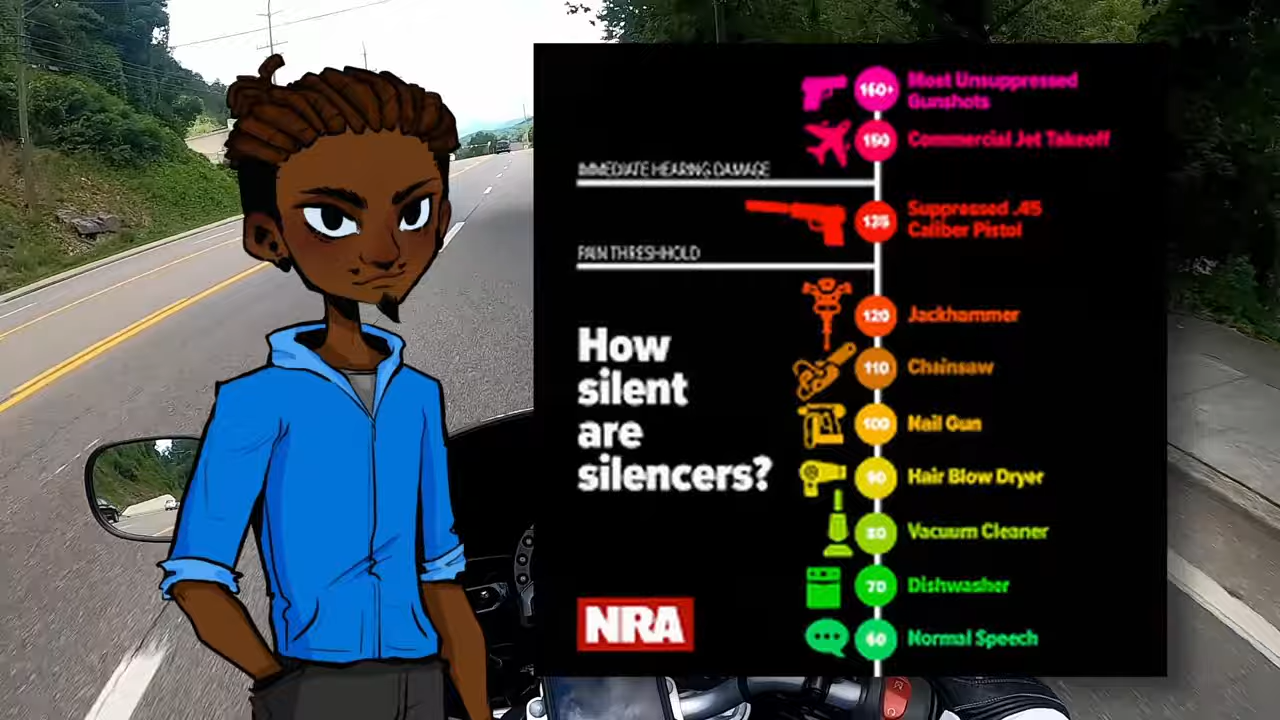 160+
Most Unsuppressed
Gunshots
150
Commercial Jet Takeoff
IMMEDIATE HEARING DAMAGE
135
Suppressed .45
Caliber Pistol
PAIN THRESHHOLD
120
Jackhammer
110
Chainsaw
100
Nail Gun
90
Hair Blow Dryer
80
Vacuum Cleaner
70
Dishwasher
60
Normal Speech
How
silent
are
silencers?
NRA